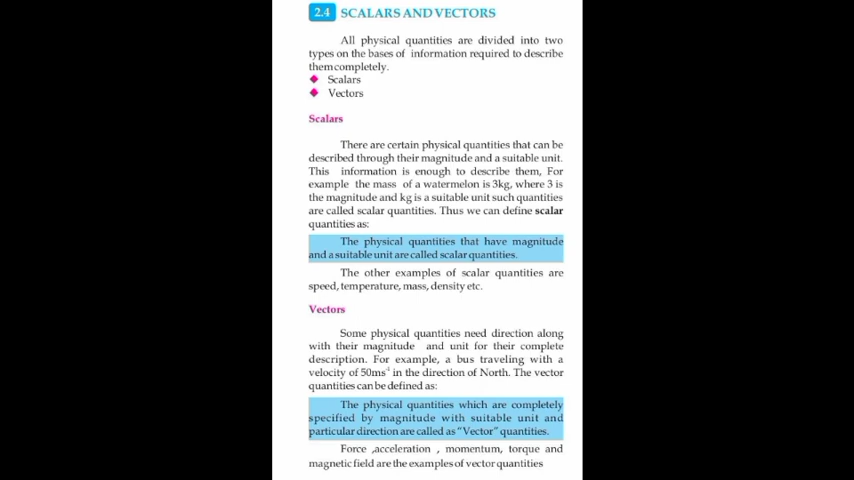 2.4 SCALARS AND VECTORS
All physical quantities are divided into two
types on the bases of information required to describe
them completely.
Scalars
Vectors
Scalars
There are certain physical quantities that can be
described through their magnitude and a suitable unit.
This information is enough to describe them, For
example the mass of a watermelon is 3kg, where 3 is
the magnitude and kg is a suitable unit such quantities
are called scalar quantities. Thus we can define scalar
quantities as:
The physical quantities that have magnitude
and a suitable unit are called scalar quantities.
The other examples of scalar quantities are
speed, temperature, mass, density etc.
Vectors
Some physical quantities need direction along
with their magnitude and unit for their complete
description. For example, a bus traveling with a
velocity of 50ms⁻¹ in the direction of North. The vector
quantities can be defined as:
The physical quantities which are completely
specified by magnitude with suitable unit and
particular direction are called as "Vector" quantities.
Force ,acceleration , momentum, torque and
magnetic field are the examples of vector quantities